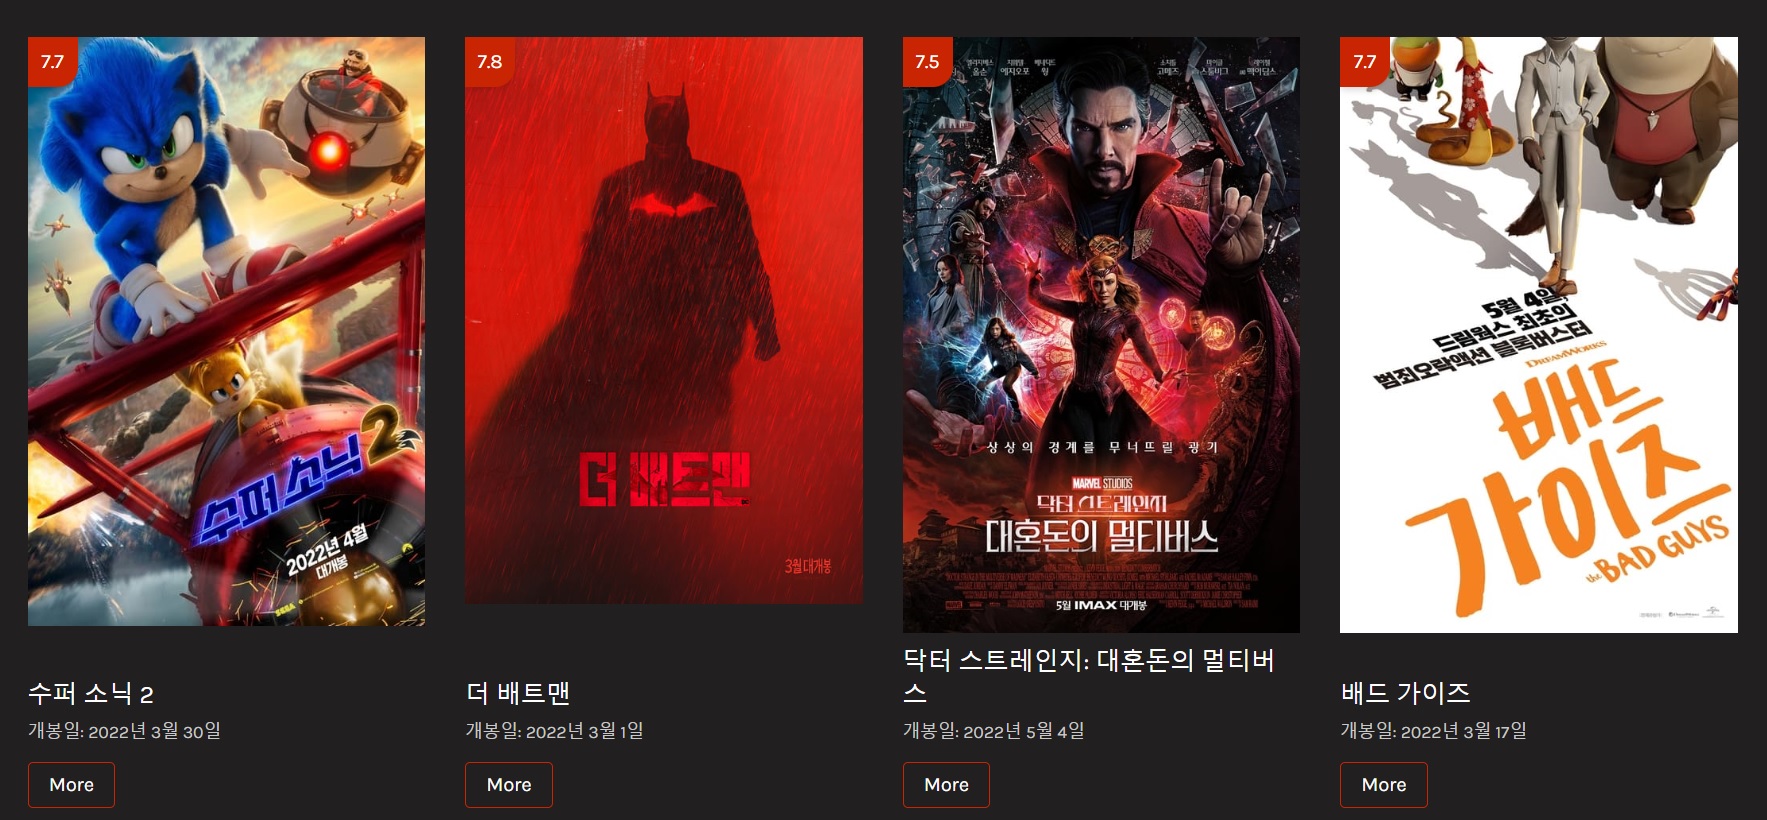 7.7
수퍼 소닉 2
2022년 4월
대개봉
SEGA
수퍼 소닉 2
개봉일: 2022년 3월 30일
More
7.8
더 배트맨
3월 대개봉
더 배트맨
개봉일: 2022년 3월 1일
More
7.5
상상의 경계를 무너뜨릴 광기
MARVEL STUDIOS
닥터 스트레인지
대혼돈의 멀티버스
5월 IMAX 대개봉
닥터 스트레인지: 대혼돈의 멀티버
스
개봉일: 2022년 5월 4일
More
7.7
5월 4일,
드림웍스 최초의
범죄오락액션 블록버스터
DREAMWORKS
배드
가이즈
the BAD GUYS
배드 가이즈
개봉일: 2022년 3월 17일
More